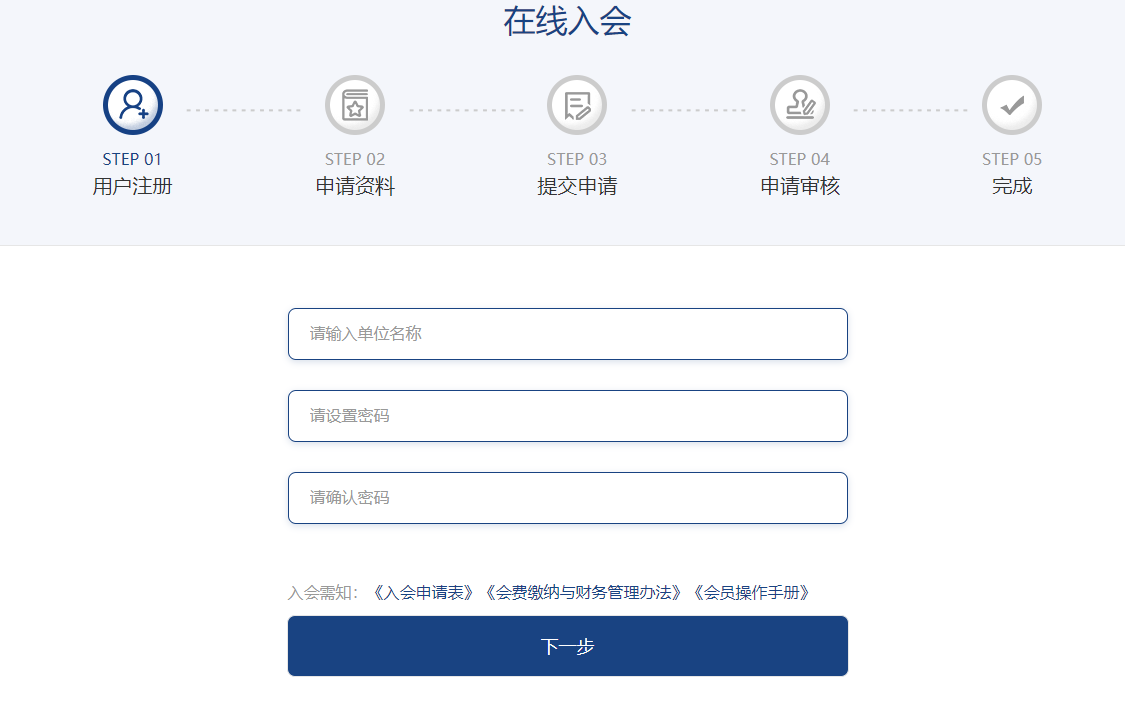 在线入会
STEP 01
STEP 02
STEP 03
STEP 04
STEP 05
用户注册
申请资料
提交申请
申请审核
完成
请输入单位名称
请设置密码
请确认密码
入会需知：《入会申请表》《会费缴纳与财务管理办法》《会员操作手册》
下一步